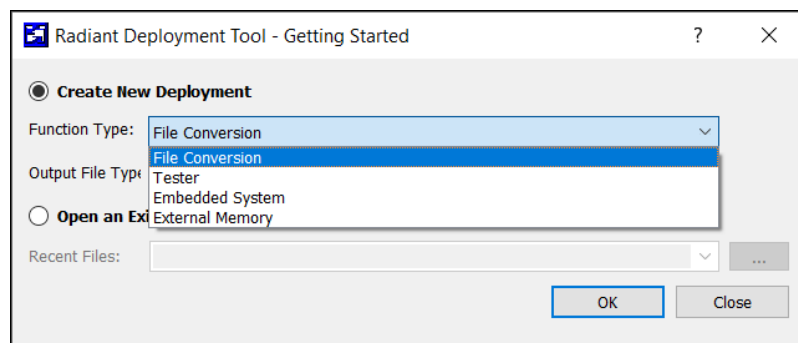 Radiant Deployment Tool - Getting Started ?
Create New Deployment
Function Type: File Conversion
File Conversion
Output File Type
Tester
Embedded System
Open an Exi
External Memory
Recent Files: ...
OK Close